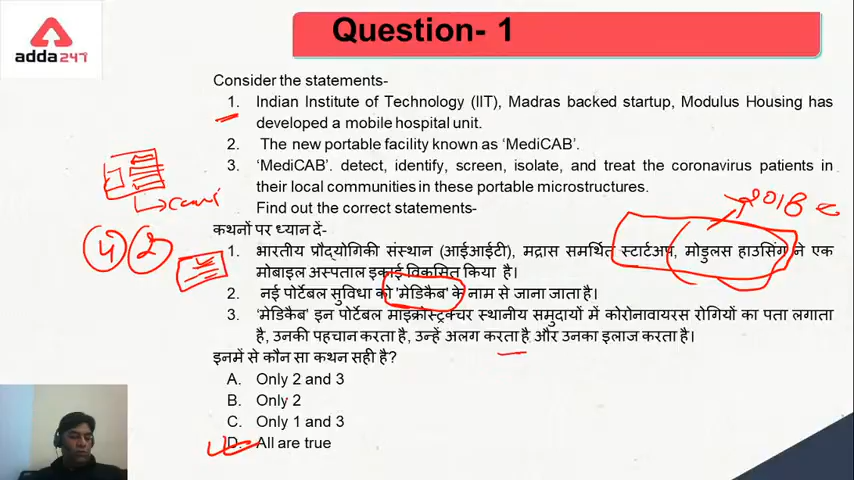 Question- 1
adda247
Consider the statements-
1. Indian Institute of Technology (IIT), Madras backed startup, Modulus Housing has
developed a mobile hospital unit.
2. The new portable facility known as ‘MediCAB’.
3. ‘MediCAB’. detect, identify, screen, isolate, and treat the coronavirus patients in
their local communities in these portable microstructures.
Find out the correct statements-
2018
कथनों पर ध्यान दें-
4 2
1. भारतीय प्रौद्योगिकी संस्थान (आईआईटी), मद्रास समर्थित स्टार्टअप, मोडुलस हाउसिंग ने एक
मोबाइल अस्पताल इकाई विकसित किया है।
2. नई पोर्टेबल सुविधा को 'मेडिकैब' के नाम से जाना जाता है।
3. 'मेडिकैब' इन पोर्टेबल माइक्रोस्ट्रक्चर स्थानीय समुदायों में कोरोनावायरस रोगियों का पता लगाता
है, उनकी पहचान करता है, उन्हें अलग करता है और उनका इलाज करता है।
इनमें से कौन सा कथन सही है?
A. Only 2 and 3
B. Only 2
C. Only 1 and 3
D. All are true